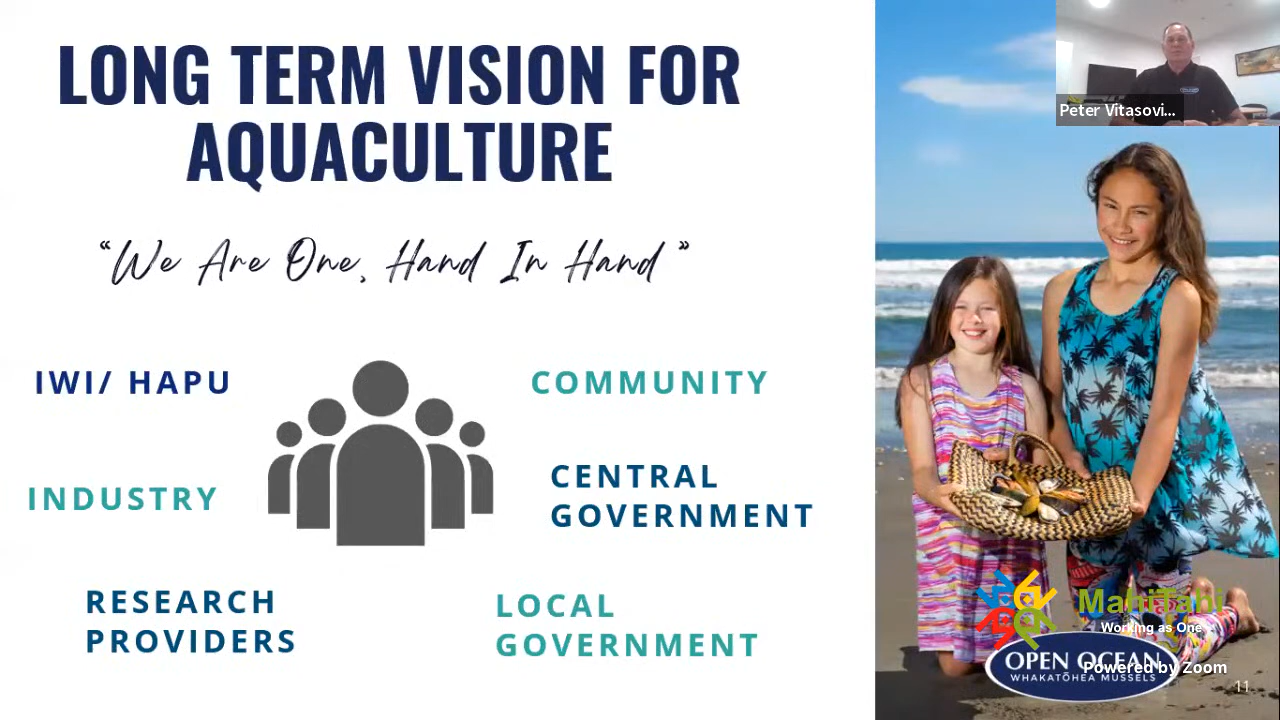 LONG TERM VISION FOR
AQUACULTURE
"We Are One, Hand In Hand"
IWI/ HAPU
COMMUNITY
INDUSTRY
CENTRAL
GOVERNMENT
RESEARCH
PROVIDERS
LOCAL
GOVERNMENT
Peter Vitasovi...
MahiTahi
Working as One
OPEN OCEAN
WHAKATŌHEA MUSSELS
Powered by Zoom
11